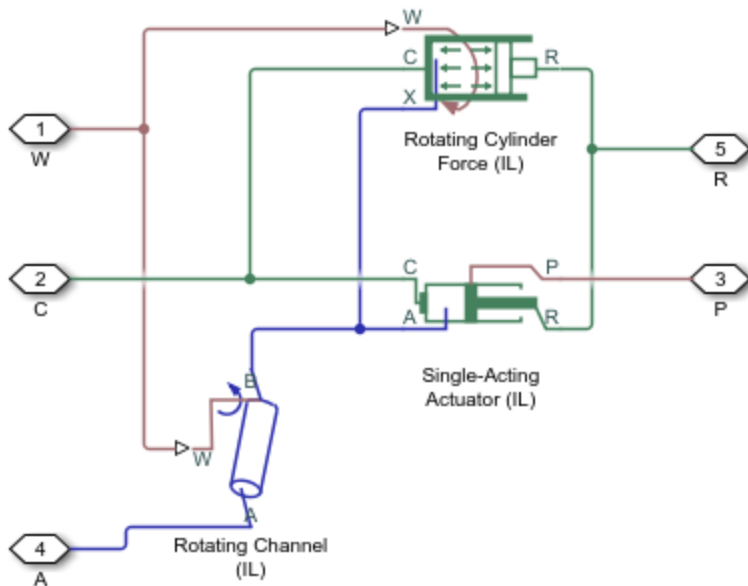 W
C
R
X
1
W
Rotating Cylinder
Force (IL)
5
R
2
C
C
P
3
P
A
R
Single-Acting
Actuator (IL)
B
W
A
4
A
Rotating Channel
(IL)